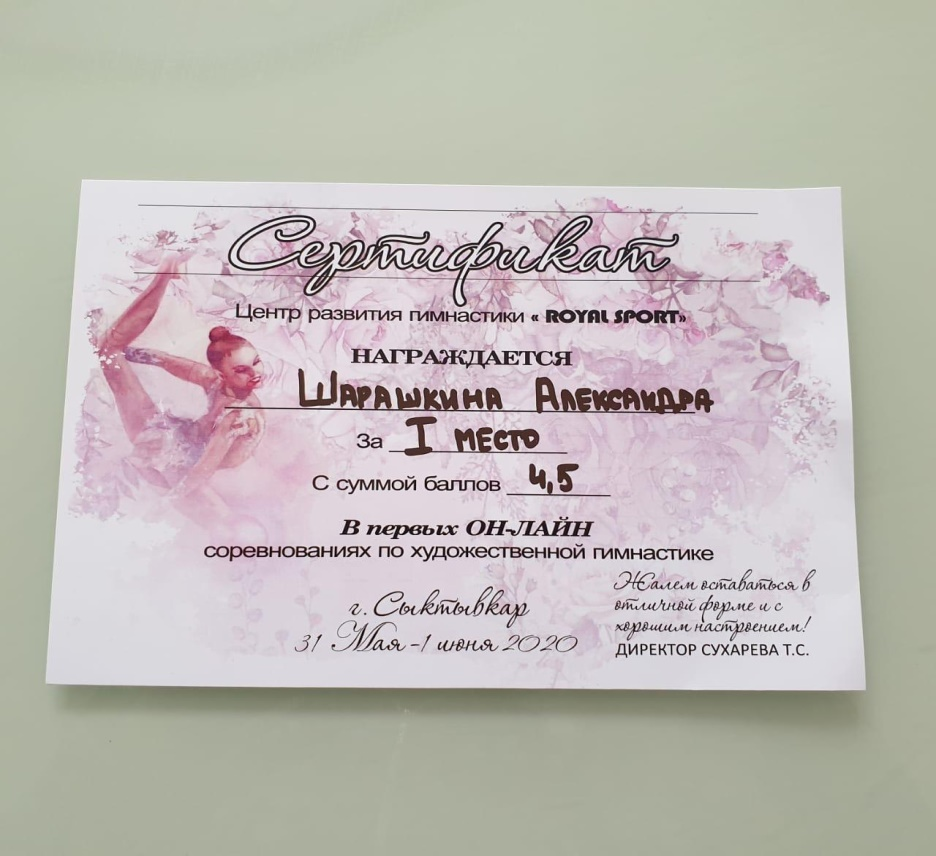 Сертификат
Центр развития гимнастики « ROYAL SPORT»
НАГРАЖДАЕТСЯ
ШАРАШКИНА АЛЕКСАНДРА
За I МЕСТО
С суммой баллов 4,5
В первых ОН-ЛАЙН
соревнованиях по художественной гимнастике
г. Сыктывкар
31 Мая -1 июня 2020
Жалем оставаться в
отличной форме и с
хорошим настроением!
ДИРЕКТОР СУХАРЕВА Т.С.